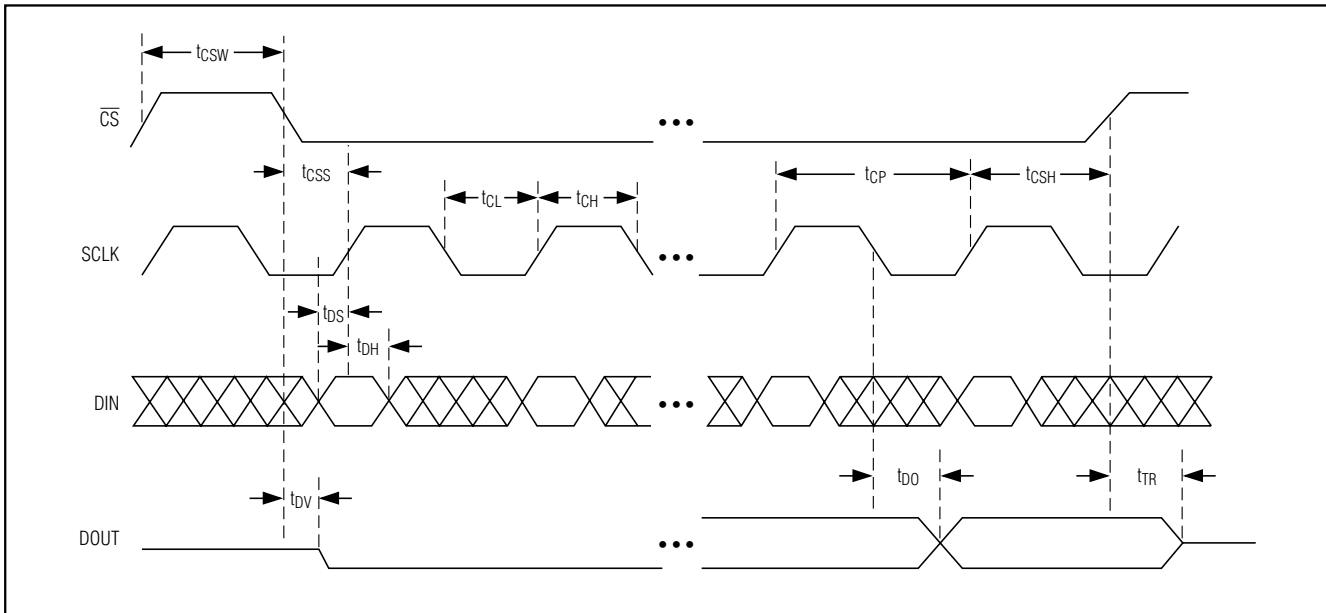 tCSW
CS
•••
tCSS
tCL
tCH
tCP
tCSH
SCLK
•••
tDS
tDH
DIN
•••
tDO
tTR
tDV
DOUT
•••